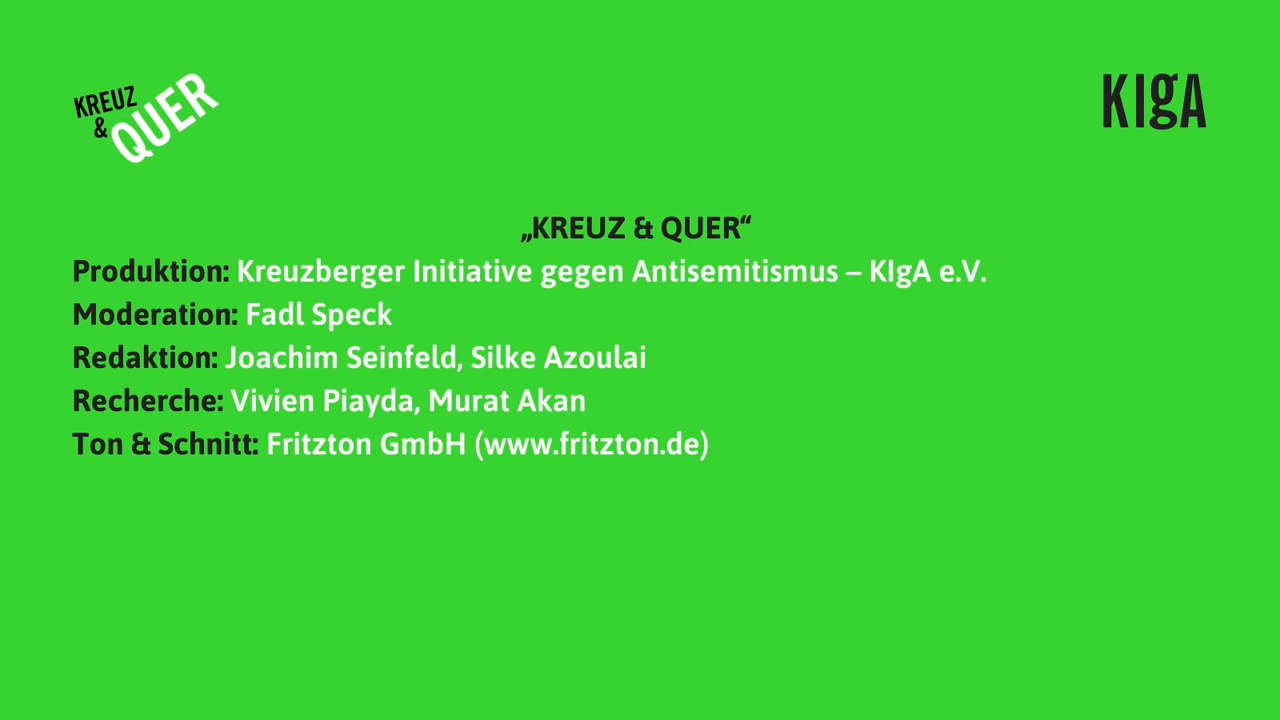 KREUZ
&
QUER
KIgA
„KREUZ & QUER“
Produktion: Kreuzberger Initiative gegen Antisemitismus – KIgA e.V.
Moderation: Fadl Speck
Redaktion: Joachim Seinfeld, Silke Azoulai
Recherche: Vivien Piayda, Murat Akan
Ton & Schnitt: Fritzton GmbH (www.fritzton.de)